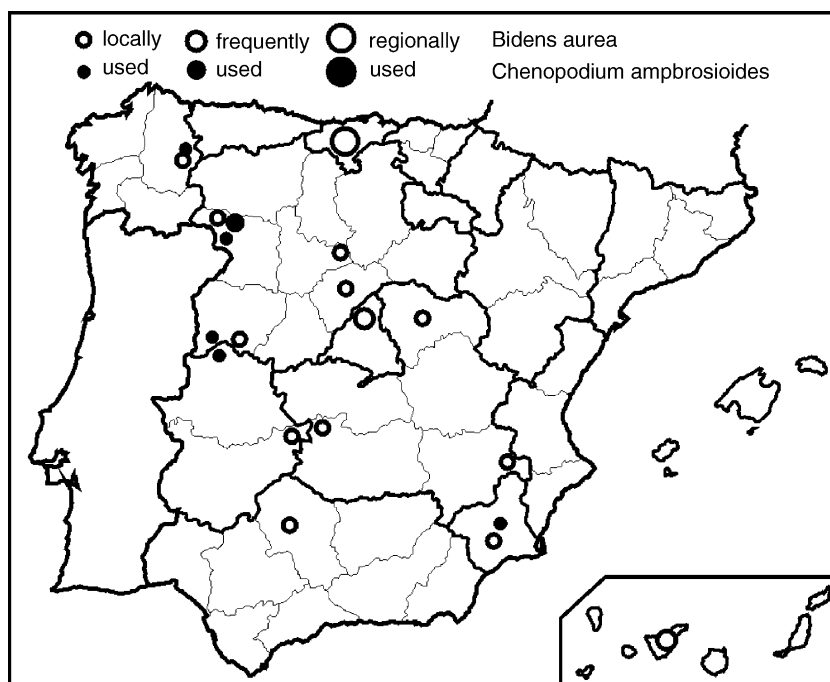 locally frequently regionally Bidens aurea
used used used Chenopodium ampbrosioides